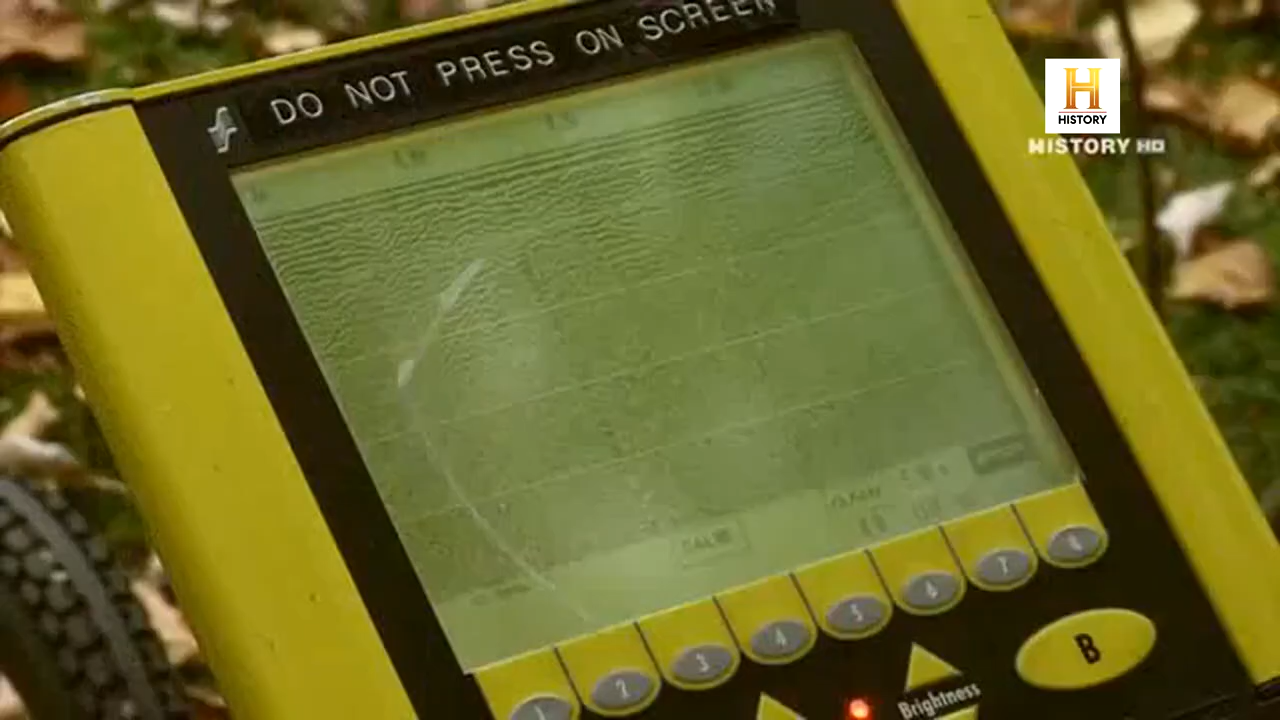 DO NOT PRESS ON SCREEN
H
HISTORY
HISTORY HD
1 2 3 4 5 6 7 8
B
Brightness